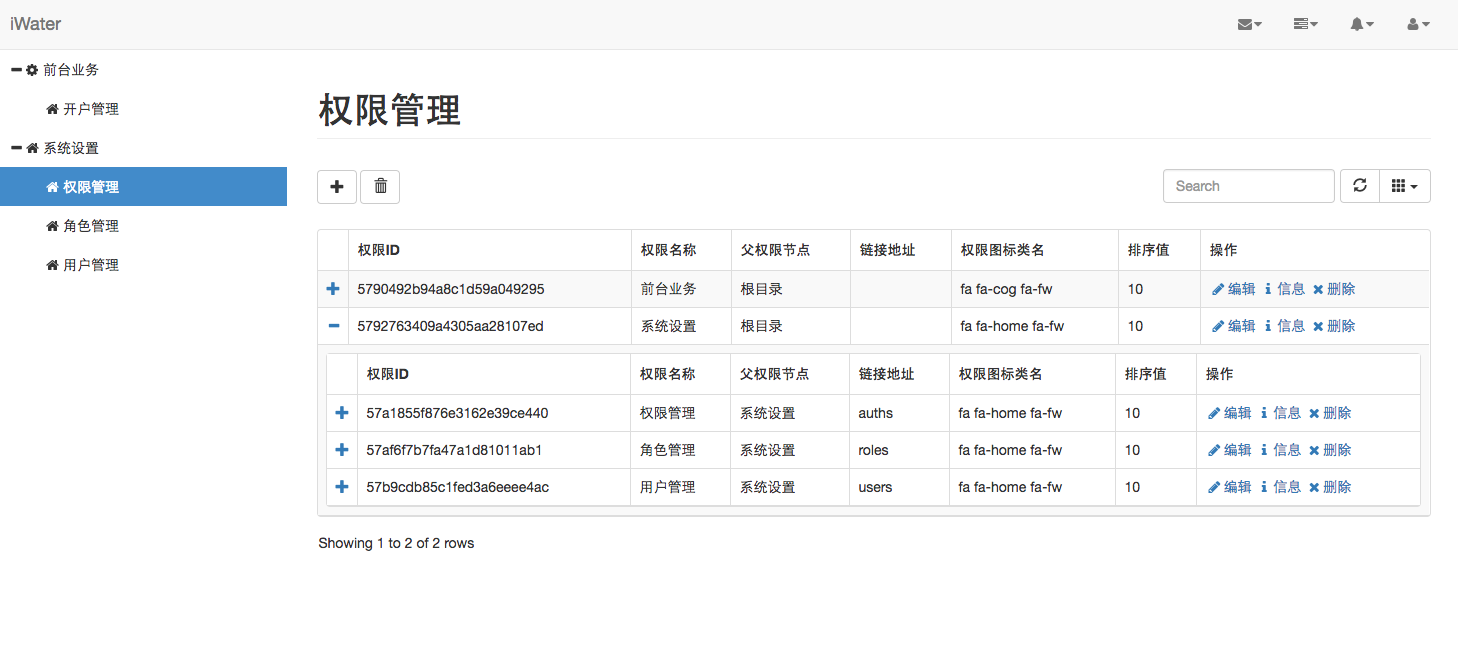 iWater
前台业务
开户管理
系统设置
权限管理
角色管理
用户管理
权限管理
Search
权限ID 权限名称 父权限节点 链接地址 权限图标类名 排序值 操作
5790492b94a8c1d59a049295 前台业务 根目录 fa fa-cog fa-fw 10 编辑 信息 删除
5792763409a4305aa28107ed 系统设置 根目录 fa fa-home fa-fw 10 编辑 信息 删除
权限ID 权限名称 父权限节点 链接地址 权限图标类名 排序值 操作
57a1855f876e3162e39ce440 权限管理 系统设置 auths fa fa-home fa-fw 10 编辑 信息 删除
57af6f7b7fa47a1d81011ab1 角色管理 系统设置 roles fa fa-home fa-fw 10 编辑 信息 删除
57b9cdb85c1fed3a6eeee4ac 用户管理 系统设置 users fa fa-home fa-fw 10 编辑 信息 删除
Showing 1 to 2 of 2 rows